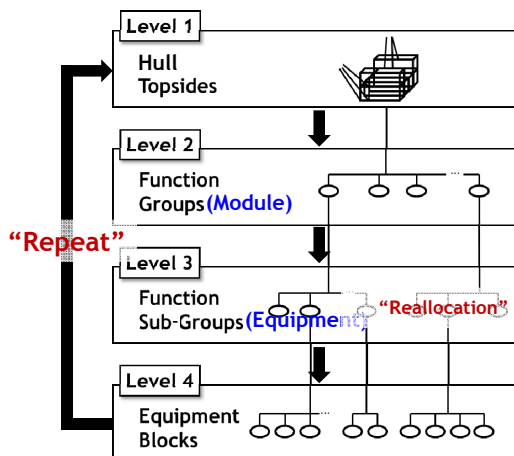 Level 1
Hull
Topsides
Level 2
Function
Groups(Module)
...
“Repeat”
Level 3
Function
Sub-Groups(Equipment)
“Reallocation”
Level 4
Equipment
Blocks
...